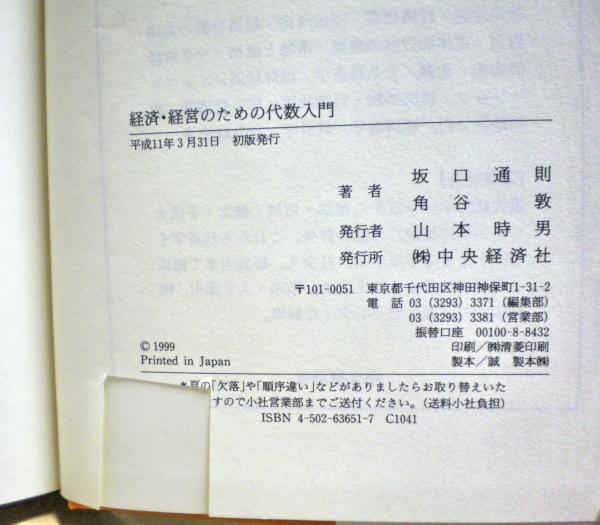 経済・経営のための代数入門
平成11年3月31日 初版発行
著者 坂口通則
角谷敦
発行者 山本時男
発行所 ㈱中央経済社
〒101-0051 東京都千代田区神田神保町1-31-2
電話 03 (3293) 3371 (編集部)
03 (3293) 3381 (営業部)
振替口座 00100-8-8432
印刷/㈱清菱印刷
製本/誠製本㈱
© 1999
Printed in Japan
*頁の「欠落」や「順序違い」などがありましたらお取り替えいた
すので小社営業部までご送付ください。(送料小社負担)
ISBN 4-502-63651-7 C1041